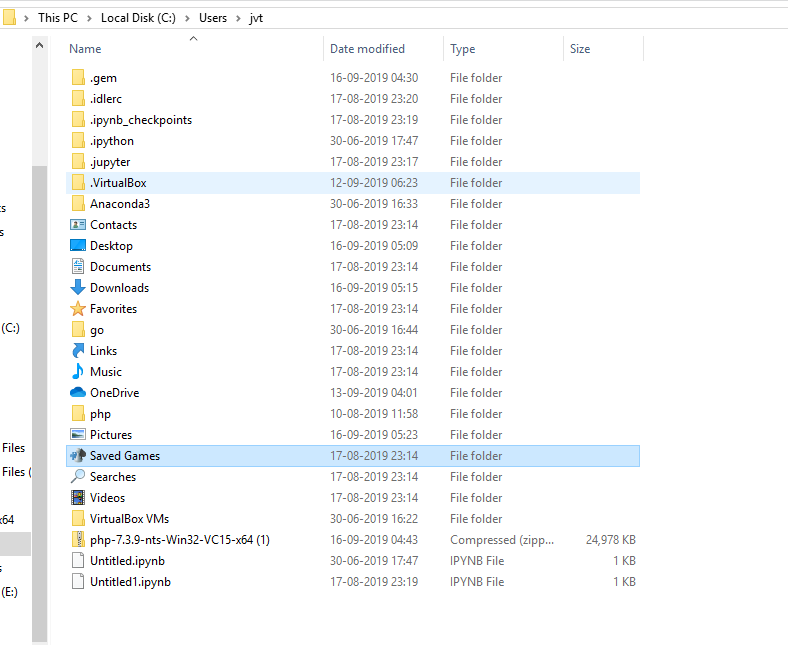 This PC > Local Disk (C:) > Users > jvt
Name Date modified Type Size
.gem 16-09-2019 04:30 File folder
.idlerc 17-08-2019 23:20 File folder
.ipynb_checkpoints 17-08-2019 23:19 File folder
.ipython 30-06-2019 17:47 File folder
.jupyter 17-08-2019 23:17 File folder
.VirtualBox 12-09-2019 06:23 File folder
Anaconda3 30-06-2019 16:33 File folder
ts
Contacts 17-08-2019 23:14 File folder
s
Desktop 16-09-2019 05:09 File folder
Documents 17-08-2019 23:14 File folder
Downloads 16-09-2019 05:15 File folder
Favorites 17-08-2019 23:14 File folder
(C:)
go 30-06-2019 16:44 File folder
Links 17-08-2019 23:14 File folder
Music 17-08-2019 23:14 File folder
OneDrive 13-09-2019 04:01 File folder
php 10-08-2019 11:58 File folder
Pictures 16-09-2019 05:23 File folder
Files
Saved Games 17-08-2019 23:14 File folder
Files (
Searches 17-08-2019 23:14 File folder
Videos 17-08-2019 23:14 File folder
x64
VirtualBox VMs 30-06-2019 16:22 File folder
php-7.3.9-nts-Win32-VC15-x64 (1) 16-09-2019 04:43 Compressed (zipp... 24,978 KB
Untitled.ipynb 30-06-2019 17:47 IPYNB File 1 KB
s
Untitled1.ipynb 17-08-2019 23:19 IPYNB File 1 KB
(E:)